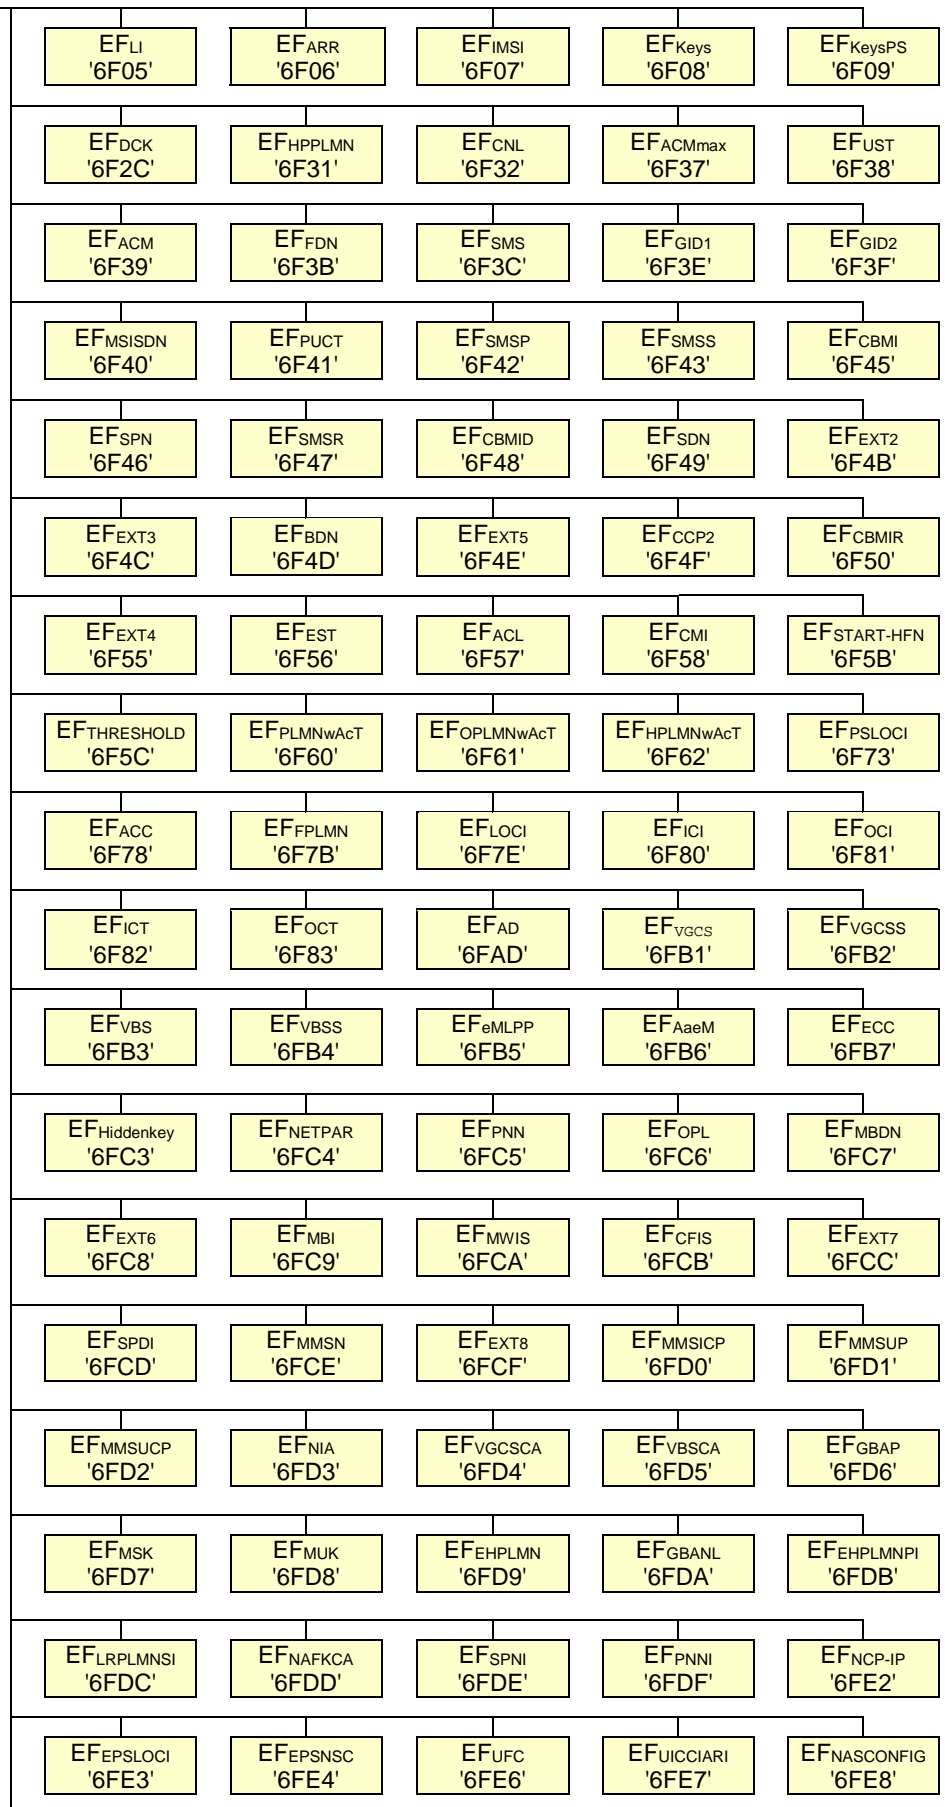 EFLI EFARR EFIMSI EFKeys EFKeysPS
'6F05' '6F06' '6F07' '6F08' '6F09'
EFDCK EFHPPLMN EFCNL EFACMmax EFUST
'6F2C' '6F31' '6F32' '6F37' '6F38'
EFACM EFFDN EFSMS EFGID1 EFGID2
'6F39' '6F3B' '6F3C' '6F3E' '6F3F'
EFMSISDN EFPUCT EFSMSP EFSMSS EFCBMI
'6F40' '6F41' '6F42' '6F43' '6F45'
EFSPN EFSMSR EFCBMID EFSDN EFEXT2
'6F46' '6F47' '6F48' '6F49' '6F4B'
EFEXT3 EFBDN EFEXT5 EFCCP2 EFCBMIR
'6F4C' '6F4D' '6F4E' '6F4F' '6F50'
EFEXT4 EFEST EFACL EFCMI EFSTART-HFN
'6F55' '6F56' '6F57' '6F58' '6F5B'
EFTHRESHOLD EFPLMNwAcT EFOPLMNwAcT EFHPLMNwAcT EFPSLOCI
'6F5C' '6F60' '6F61' '6F62' '6F73'
EFACC EFFPLMN EFLOCI EFICI EFOCI
'6F78' '6F7B' '6F7E' '6F80' '6F81'
EFICT EFOCT EFAD EFVGCS EFVGCSS
'6F82' '6F83' '6FAD' '6FB1' '6FB2'
EFVBS EFVBSS EFeMLPP EFAaeM EFECC
'6FB3' '6FB4' '6FB5' '6FB6' '6FB7'
EFHiddenkey EFNETPAR EFPNN EFOPL EFMBDN
'6FC3' '6FC4' '6FC5' '6FC6' '6FC7'
EFEXT6 EFMBI EFMWIS EFCFIS EFEXT7
'6FC8' '6FC9' '6FCA' '6FCB' '6FCC'
EFSPDI EFMMSN EFEXT8 EFMMSICP EFMMSUP
'6FCD' '6FCE' '6FCF' '6FD0' '6FD1'
EFMMSUCP EFNIA EFVGCSCA EFVBSCA EFGBAP
'6FD2' '6FD3' '6FD4' '6FD5' '6FD6'
EFMSK EFMUK EFEHPLMN EFGBANL EFEHPLMNPI
'6FD7' '6FD8' '6FD9' '6FDA' '6FDB'
EFLRPLMNSI EFNAFKCA EFSPNI EFPNNI EFNCP-IP
'6FDC' '6FDD' '6FDE' '6FDF' '6FE2'
EFEPSLOCI EFEPSNSC EFUFC EFUICCIARI EFNASCONFIG
'6FE3' '6FE4' '6FE6' '6FE7' '6FE8'